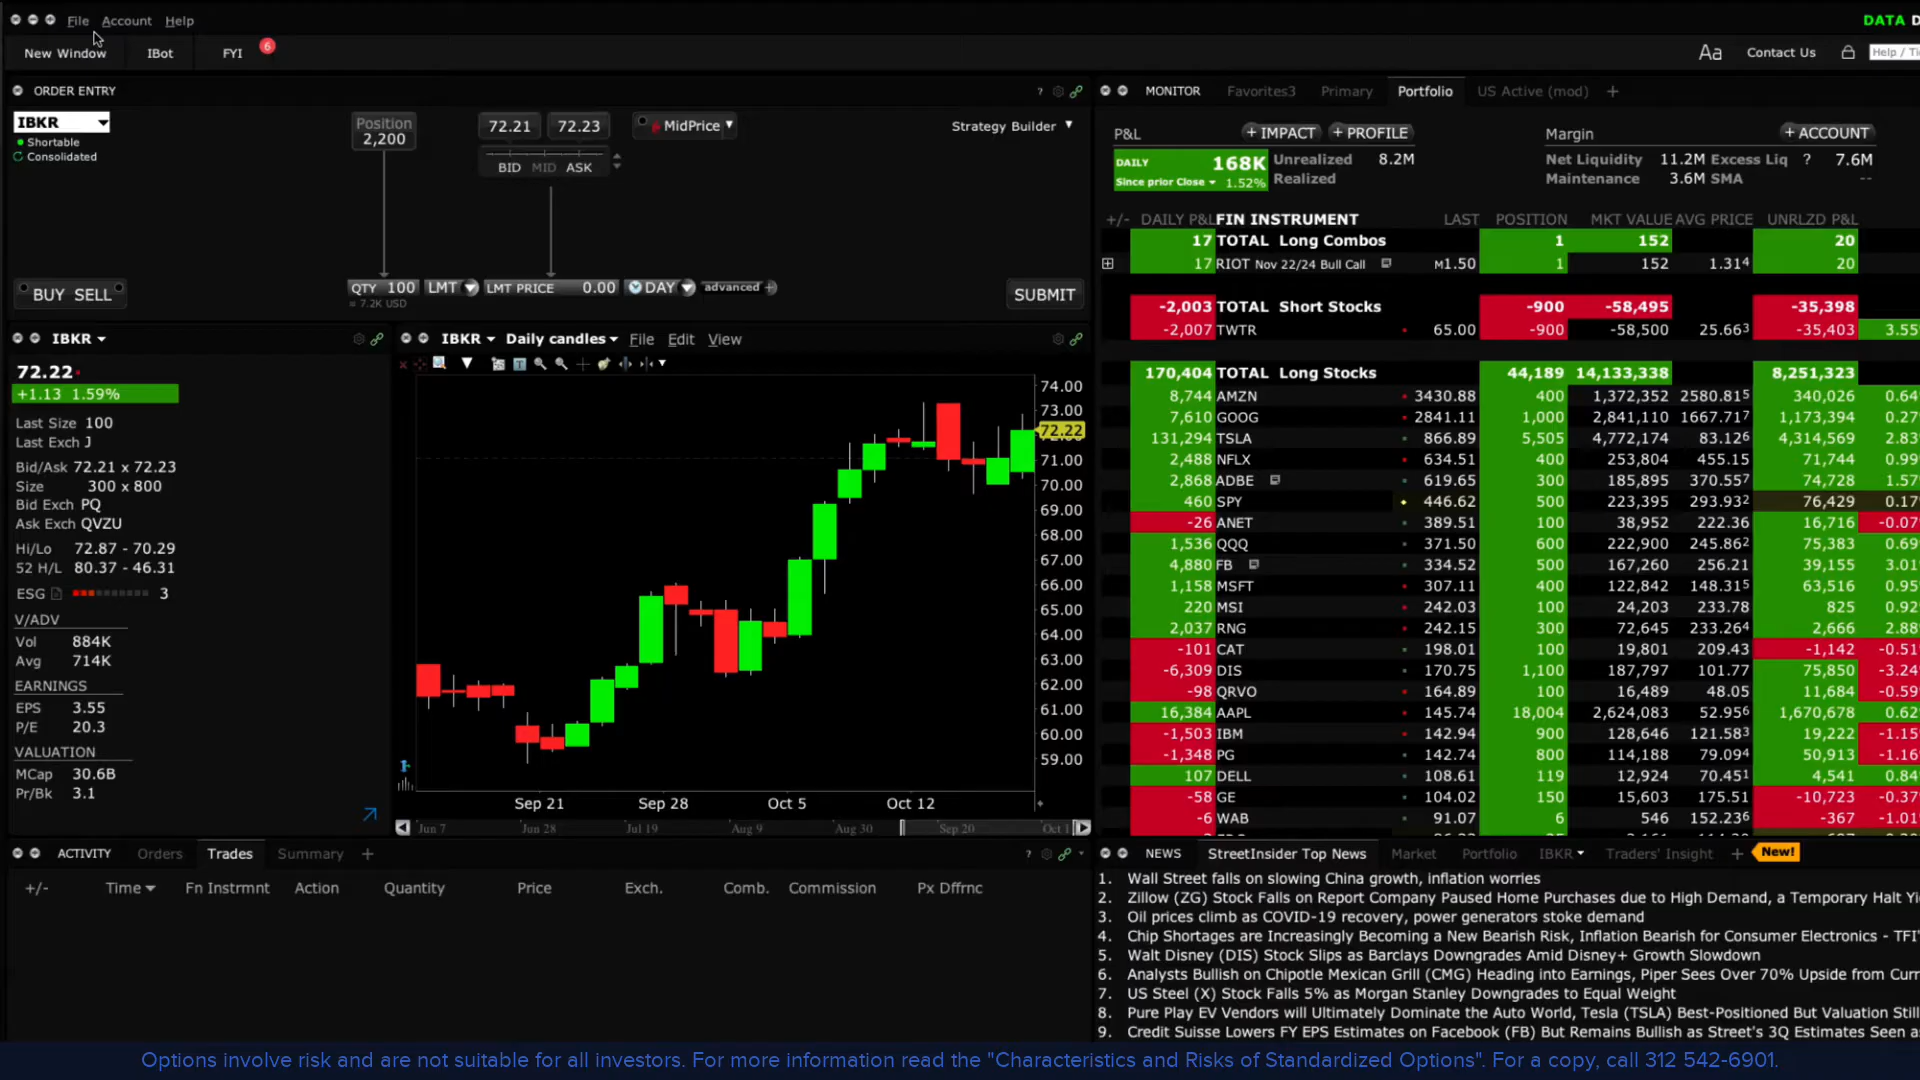 File Account Help
DATA D
New Window IBot FYI 6
Aa Contact Us Help / Ti
ORDER ENTRY ?
IBKR
Shortable
Consolidated
Position
2,200
72.21 72.23 MidPrice Strategy Builder
BID MID ASK
QTY 100 LMT LMT PRICE 0.00 DAY advanced +
= 7.2K USD
BUY SELL
SUBMIT
MONITOR Favorites3 Primary Portfolio US Active (mod) +
P&L + IMPACT + PROFILE Margin + ACCOUNT
DAILY 168K Unrealized 8.2M Net Liquidity 11.2M Excess Liq ? 7.6M
Since prior Close 1.52% Realized Maintenance 3.6M SMA --
+/- DAILY P&L FIN INSTRUMENT LAST POSITION MKT VALUE AVG PRICE UNRLZD P&L
17 TOTAL Long Combos 1 152 20
17 RIOT Nov 22/24 Bull Call M1.50 1 152 1.314 20
-2,003 TOTAL Short Stocks -900 -58,495 -35,398
-2,007 TWTR 65.00 -900 -58,500 25.663 -35,403 3.55
170,404 TOTAL Long Stocks 44,189 14,133,338 8,251,323
8,744 AMZN 3430.88 400 1,372,352 2580.815 340,026 0.64
7,610 GOOG 2841.11 1,000 2,841,110 1667.717 1,173,394 0.27
131,294 TSLA 866.89 5,505 4,772,174 83.126 4,314,569 2.83
2,488 NFLX 634.51 400 253,804 455.15 71,744 0.99
2,868 ADBE 619.65 300 185,895 370.557 74,728 1.57
460 SPY 446.62 500 223,395 293.932 76,429 0.17
-26 ANET 389.51 100 38,952 222.36 16,716 -0.07
1,536 QQQ 371.50 600 222,900 245.862 75,383 0.69
4,880 FB 334.52 500 167,260 256.21 39,155 3.01
1,158 MSFT 307.11 400 122,842 148.315 63,516 0.95
220 MSI 242.03 100 24,203 233.78 825 0.92
2,037 RNG 242.15 300 72,645 233.264 2,666 2.88
-101 CAT 198.01 100 19,801 209.43 -1,142 -0.51
-6,309 DIS 170.75 1,100 187,797 101.77 75,850 -3.24
-98 QRVO 164.89 100 16,489 48.05 11,684 -0.59
16,384 AAPL 145.74 18,004 2,624,083 52.956 1,670,678 0.62
-1,503 IBM 142.94 900 128,646 121.583 19,222 -1.15
-1,348 PG 142.74 800 114,188 79.094 50,913 -1.16
107 DELL 108.61 119 12,924 70.451 4,541 0.84
-58 GE 104.02 150 15,603 175.51 -10,723 -0.37
-6 WAB 91.07 6 546 152.236 -367 -1.01
IBKR
72.22
+1.13 1.59%
Last Size 100
Last Exch J
Bid/Ask 72.21 x 72.23
Size 300 x 800
Bid Exch PQ
Ask Exch QVZU
Hi/Lo 72.87 - 70.29
52 H/L 80.37 - 46.31
ESG 3
V/ADV
Vol 884K
Avg 714K
EARNINGS
EPS 3.55
P/E 20.3
VALUATION
MCap 30.6B
Pr/Bk 3.1
IBKR Daily candles File Edit View
74.00
73.00
72.22
71.00
70.00
69.00
68.00
67.00
66.00
65.00
64.00
63.00
62.00
61.00
60.00
59.00
Sep 21 Sep 28 Oct 5 Oct 12
Jun 7 Jun 28 Jul 19 Aug 9 Aug 30 Sep 20 Oct 1
ACTIVITY Orders Trades Summary + ?
+/- Time Fn Instrmnt Action Quantity Price Exch. Comb. Commission Px Dffrnc
NEWS StreetInsider Top News Market Portfolio IBKR Traders' Insight + New!
1. Wall Street falls on slowing China growth, inflation worries
2. Zillow (ZG) Stock Falls on Report Company Paused Home Purchases due to High Demand, a Temporary Halt Yi
3. Oil prices climb as COVID-19 recovery, power generators stoke demand
4. Chip Shortages are Increasingly Becoming a New Bearish Risk, Inflation Bearish for Consumer Electronics - TFI
5. Walt Disney (DIS) Stock Slips as Barclays Downgrades Amid Disney+ Growth Slowdown
6. Analysts Bullish on Chipotle Mexican Grill (CMG) Heading into Earnings, Piper Sees Over 70% Upside from Curr
7. US Steel (X) Stock Falls 5% as Morgan Stanley Downgrades to Equal Weight
8. Pure Play EV Vendors will Ultimately Dominate the Auto World, Tesla (TSLA) Best-Positioned But Valuation Still
9. Credit Suisse Lowers FY EPS Estimates on Facebook (FB) But Remains Bullish as Street's 3Q Estimates Seen a
Options involve risk and are not suitable for all investors. For more information read the "Characteristics and Risks of Standardized Options". For a copy, call 312 542-6901.